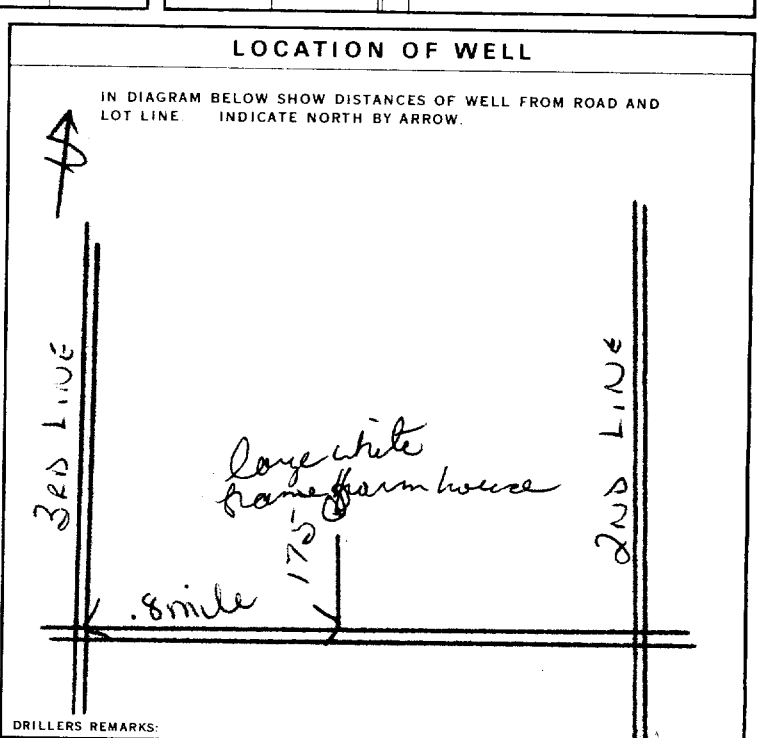 LOCATION OF WELL
IN DIAGRAM BELOW SHOW DISTANCES OF WELL FROM ROAD AND
LOT LINE. INDICATE NORTH BY ARROW.
N
3RD LINE
2ND LINE
large white
frame farm house
175'
.8 mile
DRILLERS REMARKS: